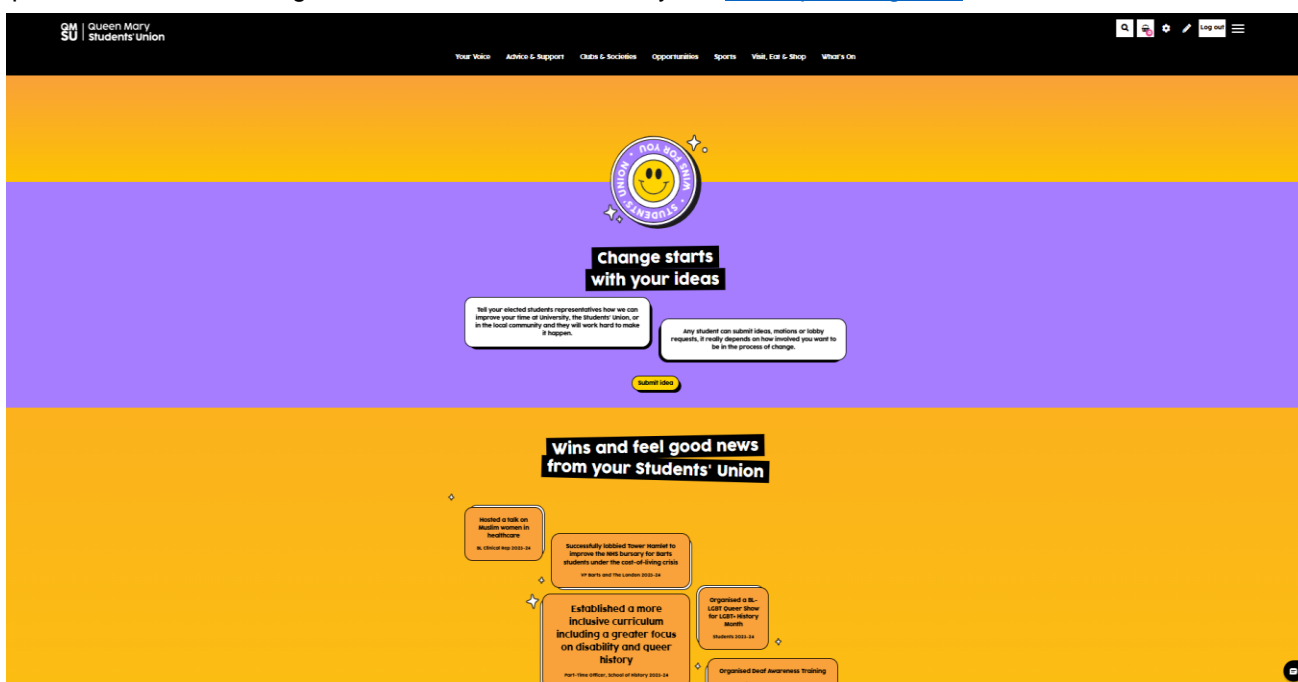 QM | Queen Mary
SU | Students' Union
Log out
Your Voice Advice & Support Clubs & Societies Opportunities Sports Visit, Eat & Shop What's On
WINS FOR YOU • STUDENTS' UNION •
Change starts
with your ideas
Tell your elected students representatives how we can
improve your time at University, the Students' Union, or
in the local community and they will work hard to make
it happen.
Any student can submit ideas, motions or lobby
requests, it really depends on how involved you want to
be in the process of change.
Submit idea
Wins and feel good news
from your Students' Union
Hosted a talk on
Muslim women in
healthcare
BL Clinical Rep 2023-24
Successfully lobbied Tower Hamlet to
improve the NHS bursary for Barts
students under the cost-of-living crisis
VP Barts and The London 2023-24
Established a more
inclusive curriculum
including a greater focus
on disability and queer
history
Part-Time Officer, School of History 2023-24
Organised a BL-
LGBT Queer Show
for LGBT+ History
Month
Students 2023-24
Organised Deaf Awareness Training